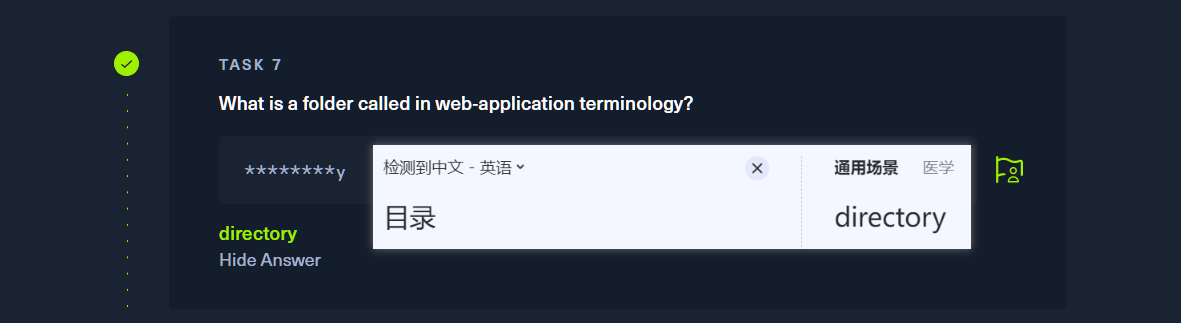 TASK 7
What is a folder called in web-application terminology?
********y
检测到中文 - 英语
通用场景 医学
目录
directory
directory
Hide Answer